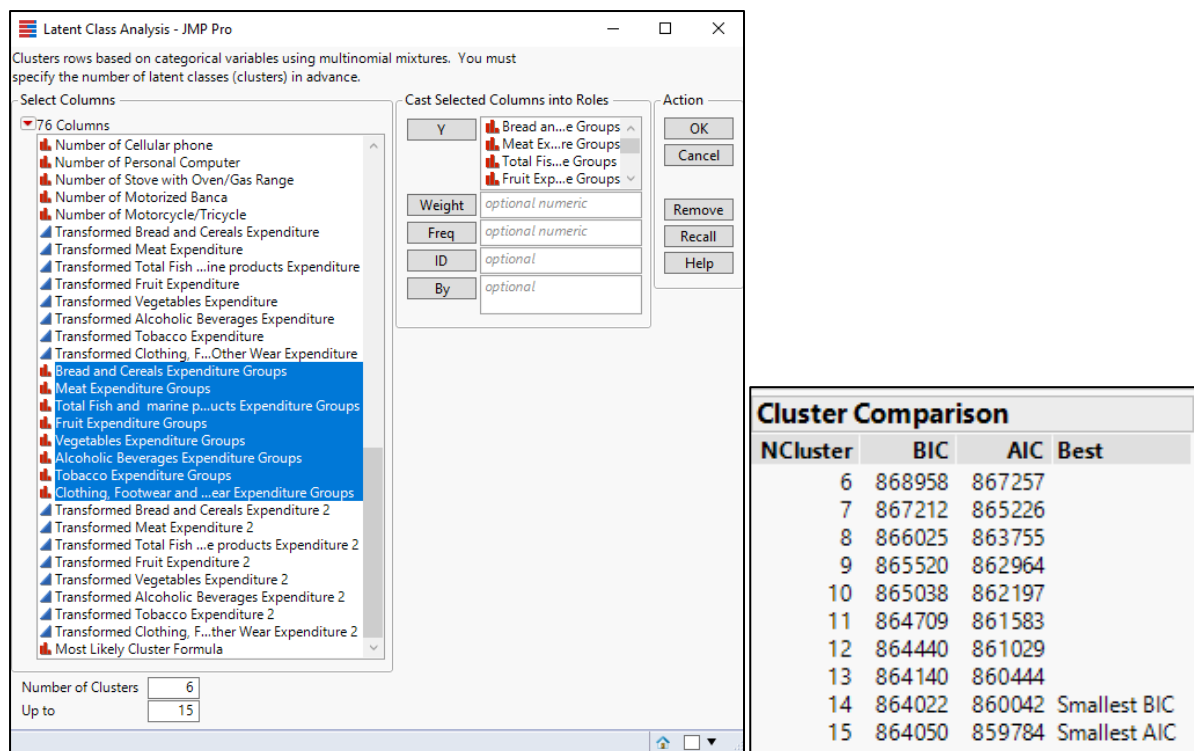 Latent Class Analysis - JMP Pro
Clusters rows based on categorical variables using multinomial mixtures. You must
specify the number of latent classes (clusters) in advance.
Select Columns
76 Columns
Number of Cellular phone
Number of Personal Computer
Number of Stove with Oven/Gas Range
Number of Motorized Banca
Number of Motorcycle/Tricycle
Transformed Bread and Cereals Expenditure
Transformed Meat Expenditure
Transformed Total Fish ...ine products Expenditure
Transformed Fruit Expenditure
Transformed Vegetables Expenditure
Transformed Alcoholic Beverages Expenditure
Transformed Tobacco Expenditure
Transformed Clothing, F...Other Wear Expenditure
Bread and Cereals Expenditure Groups
Meat Expenditure Groups
Total Fish and marine p...ucts Expenditure Groups
Fruit Expenditure Groups
Vegetables Expenditure Groups
Alcoholic Beverages Expenditure Groups
Tobacco Expenditure Groups
Clothing, Footwear and ...ear Expenditure Groups
Transformed Bread and Cereals Expenditure 2
Transformed Meat Expenditure 2
Transformed Total Fish ...e products Expenditure 2
Transformed Fruit Expenditure 2
Transformed Vegetables Expenditure 2
Transformed Alcoholic Beverages Expenditure 2
Transformed Tobacco Expenditure 2
Transformed Clothing, F...ther Wear Expenditure 2
Most Likely Cluster Formula
Number of Clusters 6
Up to 15
Cast Selected Columns into Roles
Y
Bread an...e Groups
Meat Ex...re Groups
Total Fis...e Groups
Fruit Exp...e Groups
Weight optional numeric
Freq optional numeric
ID optional
By optional
Action
OK
Cancel
Remove
Recall
Help
Cluster Comparison
NCluster BIC AIC Best
6 868958 867257
7 867212 865226
8 866025 863755
9 865520 862964
10 865038 862197
11 864709 861583
12 864440 861029
13 864140 860444
14 864022 860042 Smallest BIC
15 864050 859784 Smallest AIC